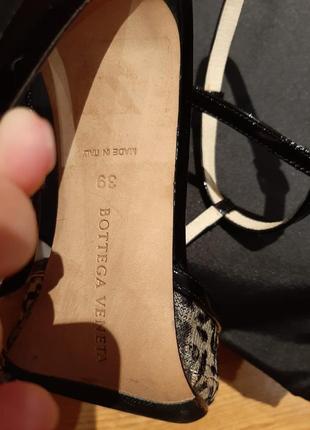 BOTTEGA VENETA
39
MADE IN ITALY